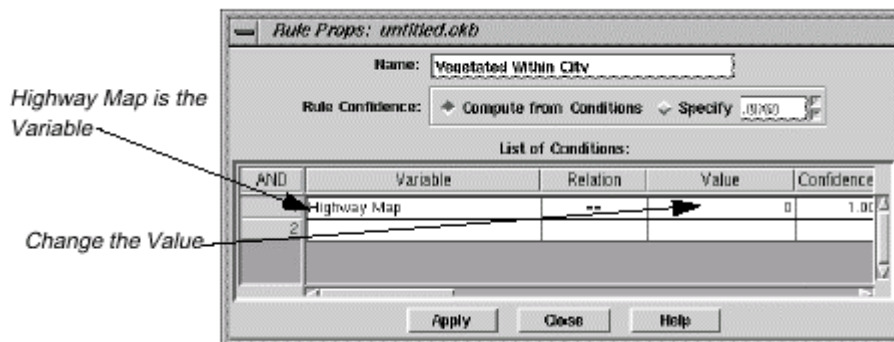 Rule Props: untitled.ckb
Name: Vegetated Within City
Highway Map is the
Variable
Rule Confidence: Compute from Conditions Specify
List of Conditions:
AND Variable Relation Value Confidence
Highway Map == 0 1.00
Change the Value
2
Apply Close Help